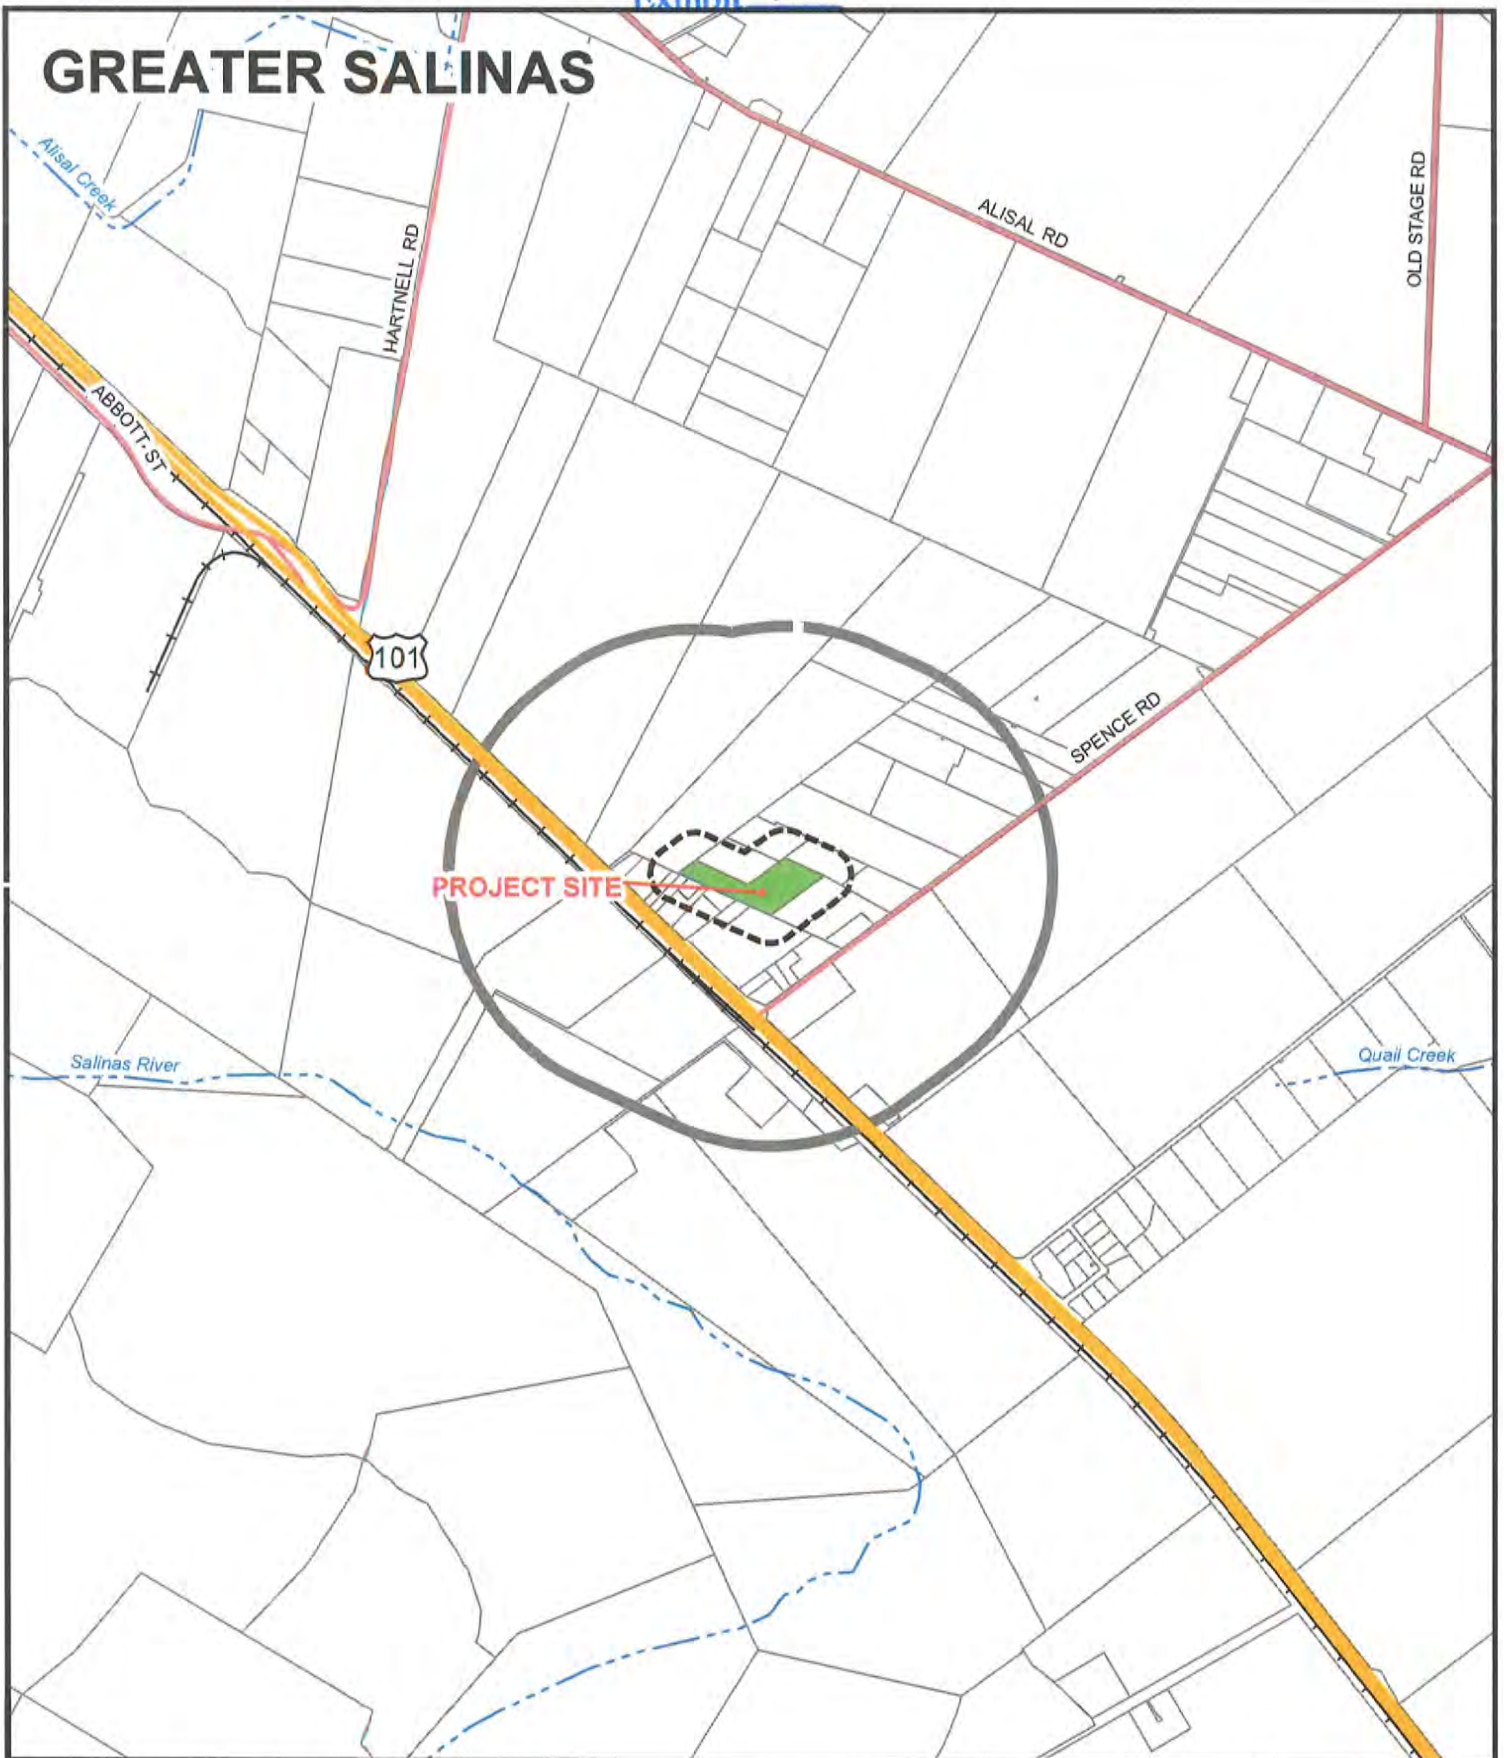 Exhibit
GREATER SALINAS
Alisal Creek
HARTNELL RD
ALISAL RD
OLD STAGE RD
ABBOTT ST
101
SPENCE RD
PROJECT SITE
Salinas River
Quail Creek